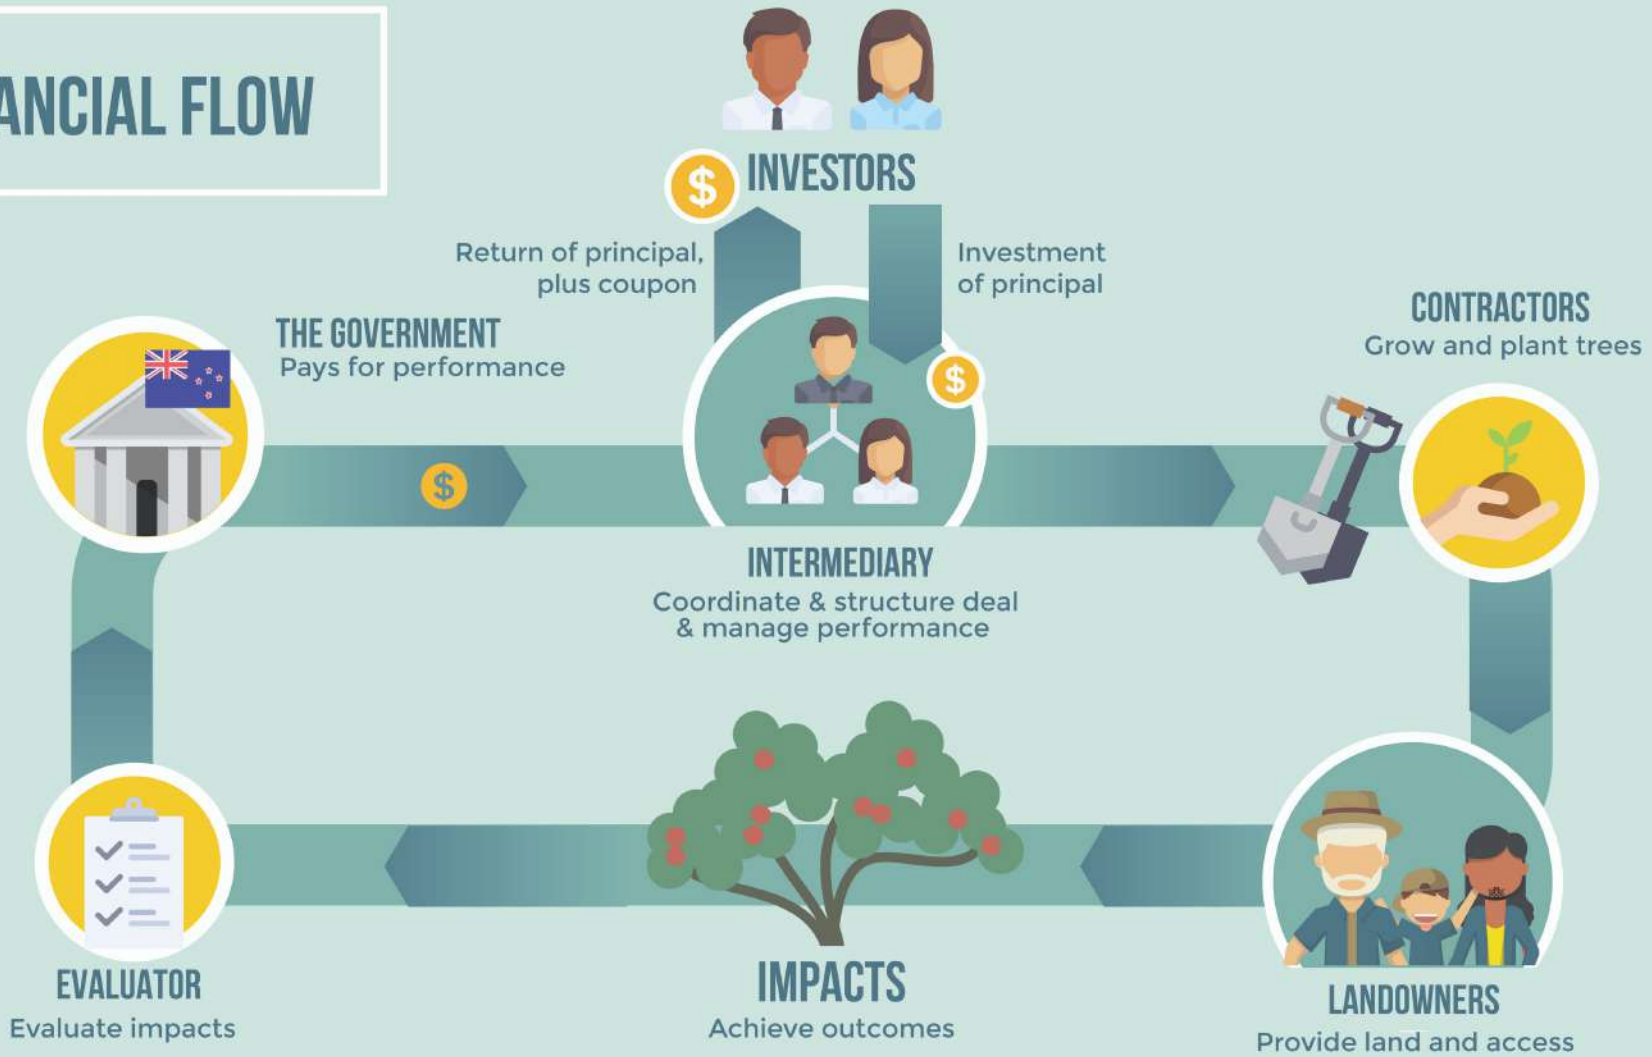 ANCIAL FLOW
INVESTORS
Return of principal,
plus coupon
Investment
of principal
THE GOVERNMENT
Pays for performance
CONTRACTORS
Grow and plant trees
INTERMEDIARY
Coordinate & structure deal
& manage performance
EVALUATOR
Evaluate impacts
IMPACTS
Achieve outcomes
LANDOWNERS
Provide land and access
$
$
$